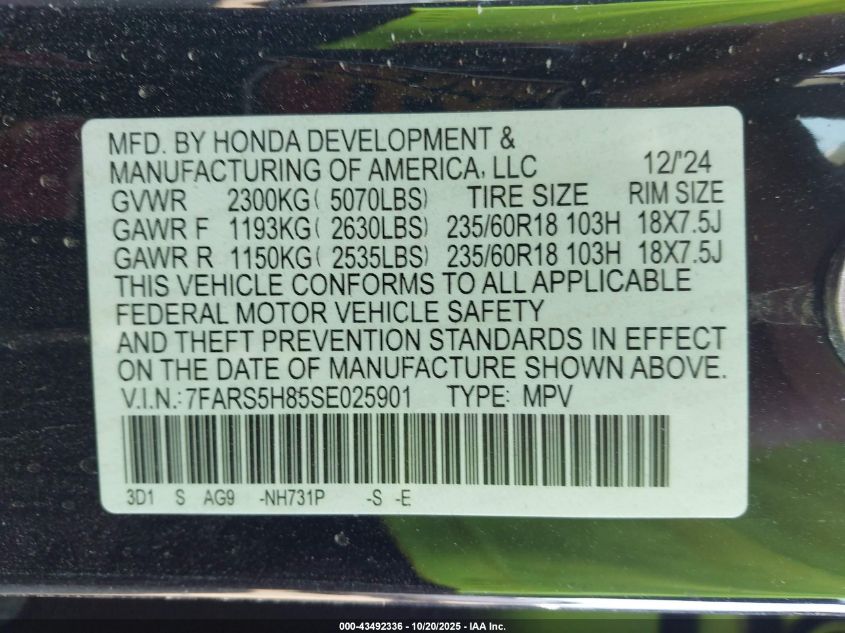 MFD. BY HONDA DEVELOPMENT &
MANUFACTURING OF AMERICA, LLC 12/'24
GVWR 2300KG( 5070LBS) TIRE SIZE RIM SIZE
GAWR F 1193KG( 2630LBS) 235/60R18 103H 18X7.5J
GAWR R 1150KG( 2535LBS) 235/60R18 103H 18X7.5J
THIS VEHICLE CONFORMS TO ALL APPLICABLE
FEDERAL MOTOR VEHICLE SAFETY
AND THEFT PREVENTION STANDARDS IN EFFECT
ON THE DATE OF MANUFACTURE SHOWN ABOVE.
V.I.N.:7FARS5H85SE025901 TYPE: MPV
3D1 S AG9 -NH731P -S -E
000-43492336 - 10/20/2025 - IAA Inc.